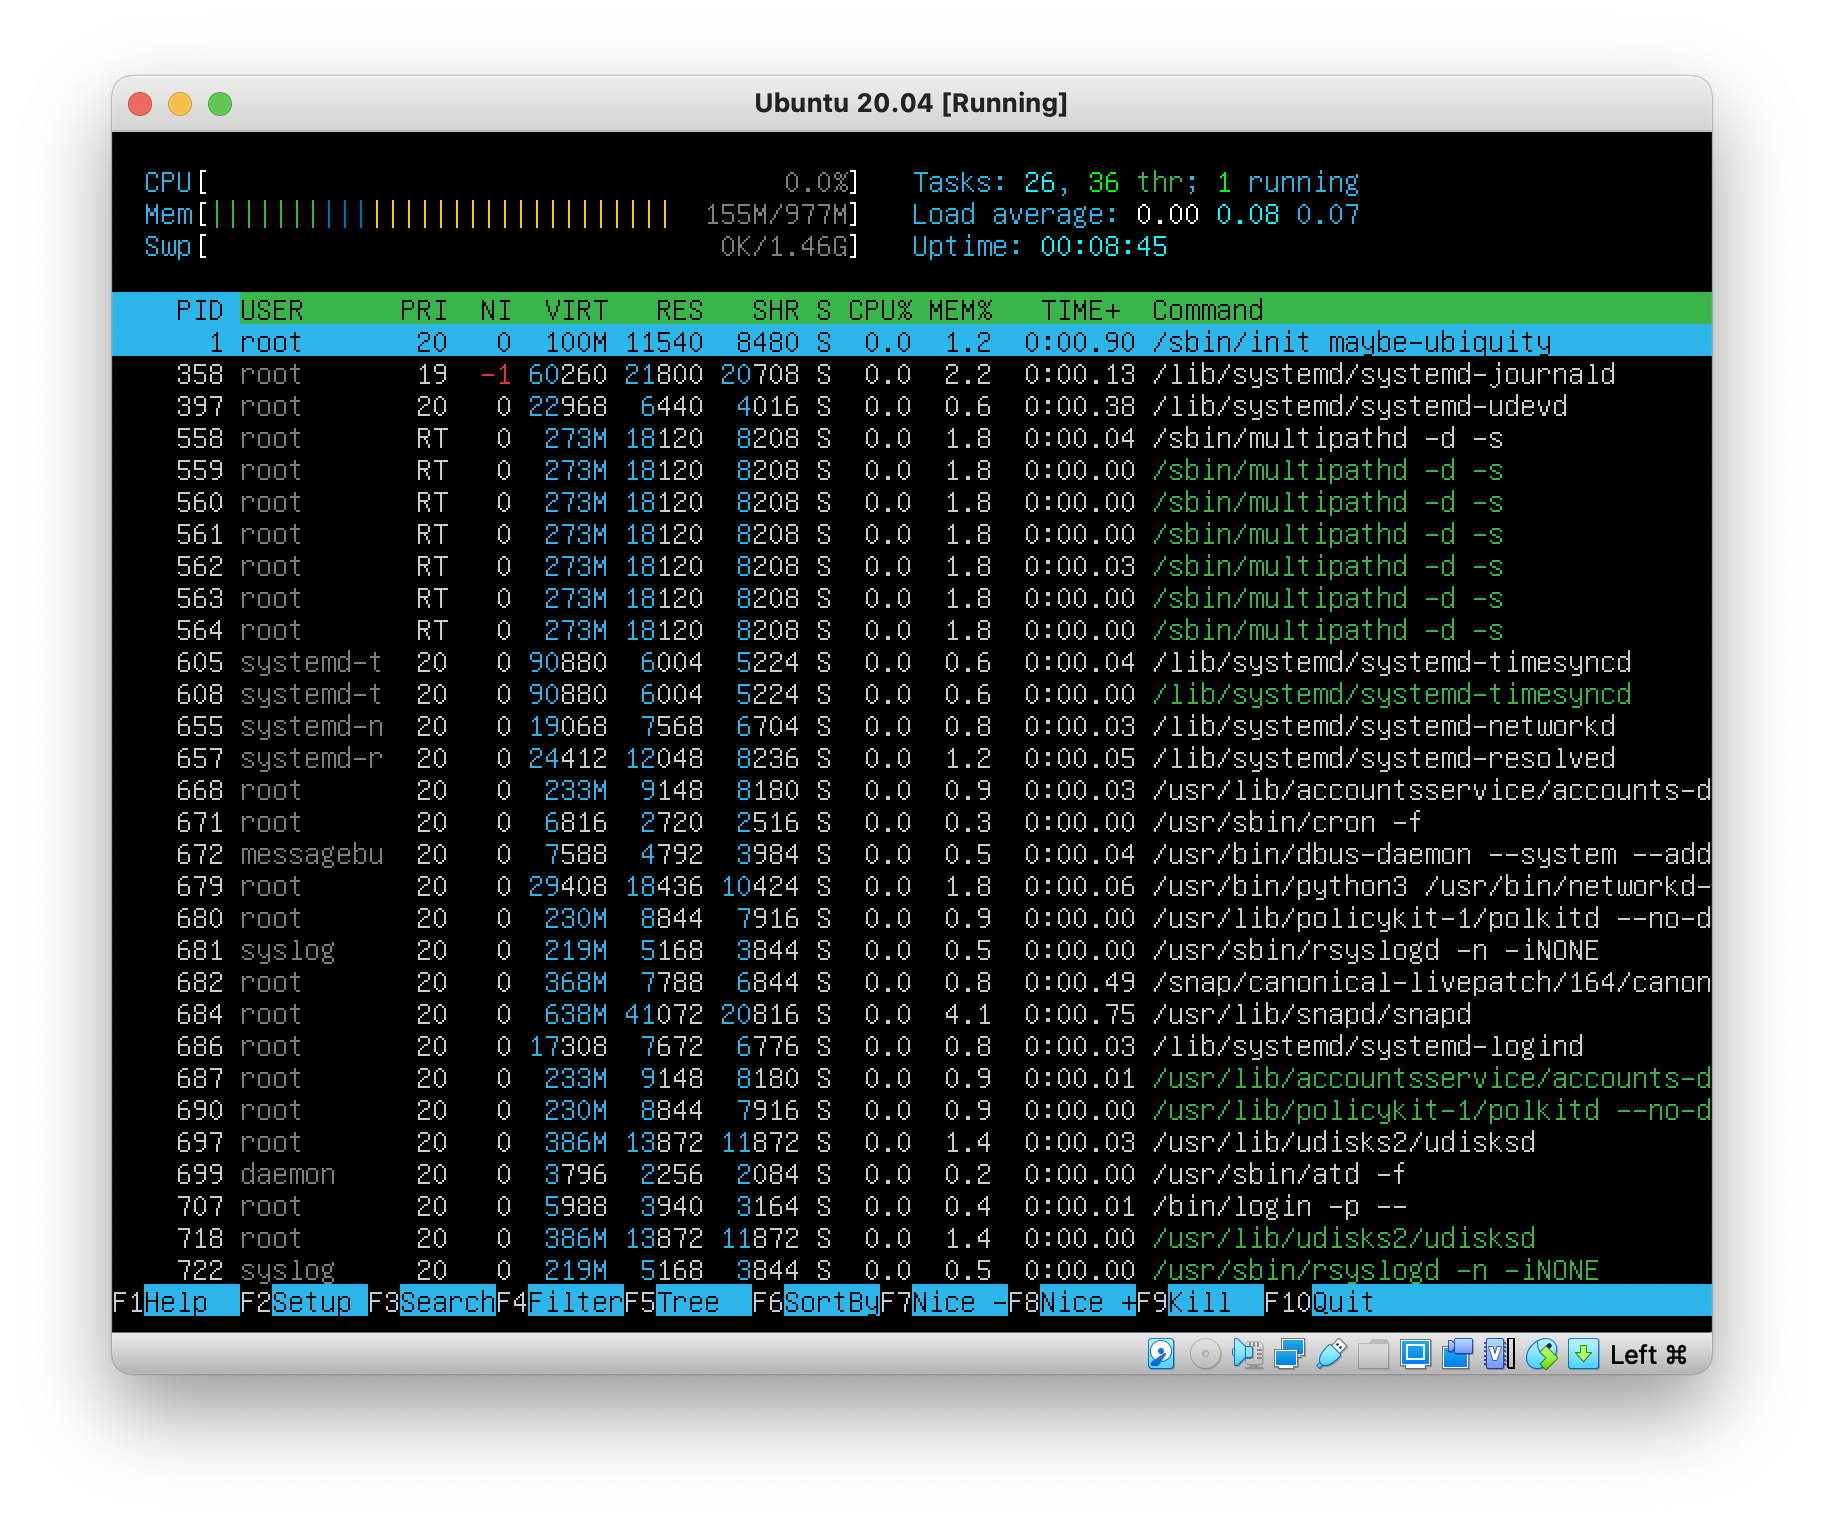 Ubuntu 20.04 [Running]
CPU[ 0.0%] Tasks: 26, 36 thr; 1 running
Mem[||||||||||||||||||||||||||||| 155M/977M] Load average: 0.00 0.08 0.07
Swp[ 0K/1.46G] Uptime: 00:08:45
PID USER PRI NI VIRT RES SHR S CPU% MEM% TIME+ Command
1 root 20 0 100M 11540 8480 S 0.0 1.2 0:00.90 /sbin/init maybe-ubiquity
358 root 19 -1 60260 21800 20708 S 0.0 2.2 0:00.13 /lib/systemd/systemd-journald
397 root 20 0 22968 6440 4016 S 0.0 0.6 0:00.38 /lib/systemd/systemd-udevd
558 root RT 0 273M 18120 8208 S 0.0 1.8 0:00.04 /sbin/multipathd -d -s
559 root RT 0 273M 18120 8208 S 0.0 1.8 0:00.00 /sbin/multipathd -d -s
560 root RT 0 273M 18120 8208 S 0.0 1.8 0:00.00 /sbin/multipathd -d -s
561 root RT 0 273M 18120 8208 S 0.0 1.8 0:00.00 /sbin/multipathd -d -s
562 root RT 0 273M 18120 8208 S 0.0 1.8 0:00.03 /sbin/multipathd -d -s
563 root RT 0 273M 18120 8208 S 0.0 1.8 0:00.00 /sbin/multipathd -d -s
564 root RT 0 273M 18120 8208 S 0.0 1.8 0:00.00 /sbin/multipathd -d -s
605 systemd-t 20 0 90880 6004 5224 S 0.0 0.6 0:00.04 /lib/systemd/systemd-timesyncd
608 systemd-t 20 0 90880 6004 5224 S 0.0 0.6 0:00.00 /lib/systemd/systemd-timesyncd
655 systemd-n 20 0 19068 7568 6704 S 0.0 0.8 0:00.03 /lib/systemd/systemd-networkd
657 systemd-r 20 0 24412 12048 8236 S 0.0 1.2 0:00.05 /lib/systemd/systemd-resolved
668 root 20 0 233M 9148 8180 S 0.0 0.9 0:00.03 /usr/lib/accountsservice/accounts-d
671 root 20 0 6816 2720 2516 S 0.0 0.3 0:00.00 /usr/sbin/cron -f
672 messagebu 20 0 7588 4792 3984 S 0.0 0.5 0:00.04 /usr/bin/dbus-daemon --system --add
679 root 20 0 29408 18436 10424 S 0.0 1.8 0:00.06 /usr/bin/python3 /usr/bin/networkd-
680 root 20 0 230M 8844 7916 S 0.0 0.9 0:00.00 /usr/lib/policykit-1/polkitd --no-d
681 syslog 20 0 219M 5168 3844 S 0.0 0.5 0:00.00 /usr/sbin/rsyslogd -n -iNONE
682 root 20 0 368M 7788 6844 S 0.0 0.8 0:00.49 /snap/canonical-livepatch/164/canon
684 root 20 0 638M 41072 20816 S 0.0 4.1 0:00.75 /usr/lib/snapd/snapd
686 root 20 0 17308 7672 6776 S 0.0 0.8 0:00.03 /lib/systemd/systemd-logind
687 root 20 0 233M 9148 8180 S 0.0 0.9 0:00.01 /usr/lib/accountsservice/accounts-d
690 root 20 0 230M 8844 7916 S 0.0 0.9 0:00.00 /usr/lib/policykit-1/polkitd --no-d
697 root 20 0 386M 13872 11872 S 0.0 1.4 0:00.03 /usr/lib/udisks2/udisksd
699 daemon 20 0 3796 2256 2084 S 0.0 0.2 0:00.00 /usr/sbin/atd -f
707 root 20 0 5988 3940 3164 S 0.0 0.4 0:00.01 /bin/login -p --
718 root 20 0 386M 13872 11872 S 0.0 1.4 0:00.00 /usr/lib/udisks2/udisksd
722 syslog 20 0 219M 5168 3844 S 0.0 0.5 0:00.00 /usr/sbin/rsyslogd -n -iNONE
F1Help F2Setup F3SearchF4FilterF5Tree F6SortByF7Nice -F8Nice +F9Kill F10Quit
Left ⌘